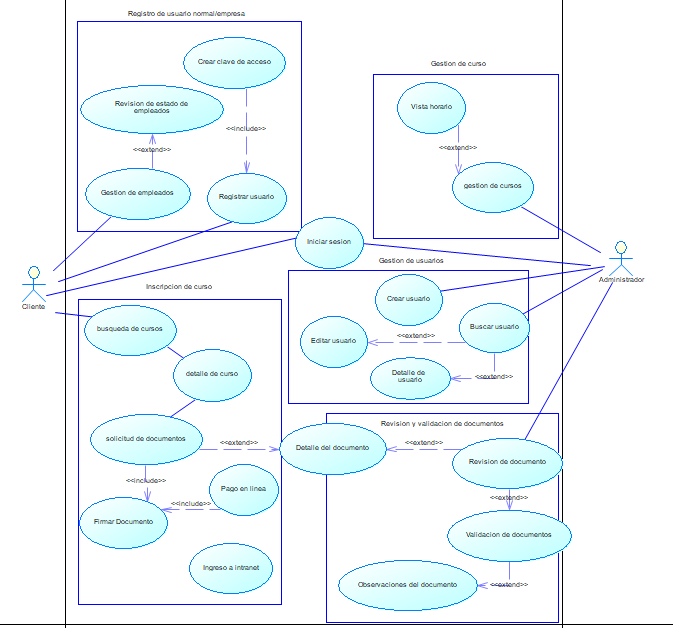 Registro de usuario normal/empresa
Crear clave de acceso
Revision de estado de
empleados
<<include>>
<<extend>>
Gestion de empleados
Registrar usuario
Gestion de curso
Vista horario
<<extend>>
gestion de cursos
Iniciar sesion
Cliente
Administrador
Inscripcion de curso
busqueda de cursos
detalle de curso
solicitud de documentos
<<extend>>
<<include>>
Pago en linea
<<include>>
Firmar Documento
Ingreso a intranet
Gestion de usuarios
Crear usuario
Buscar usuario
<<extend>>
Editar usuario
Detalle de
usuario
<<extend>>
Revision y validacion de documentos
Detalle del documento
<<extend>>
Revision de documento
<<extend>>
Validacion de documentos
Observaciones del documento
<<extend>>